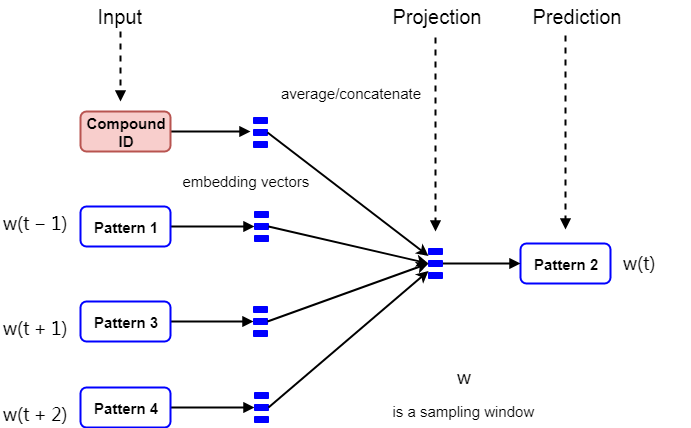 Input
Projection
Prediction
average/concatenate
Compound
ID
embedding vectors
w(t − 1)
Pattern 1
Pattern 2
w(t)
w(t + 1)
Pattern 3
w
w(t + 2)
Pattern 4
is a sampling window